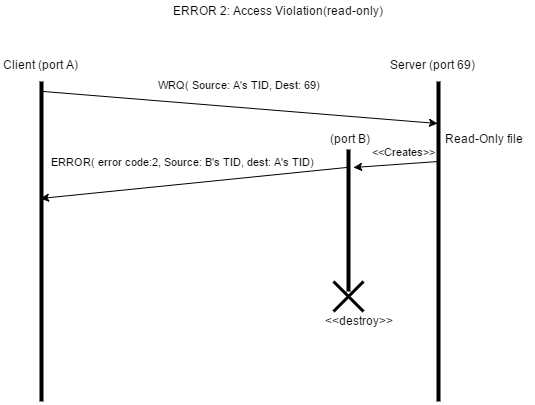 ERROR 2: Access Violation(read-only)
Client (port A)
Server (port 69)
WRQ( Source: A's TID, Dest: 69)
(port B)
Read-Only file
<<Creates>>
ERROR( error code:2, Source: B's TID, dest: A's TID)
<<destroy>>